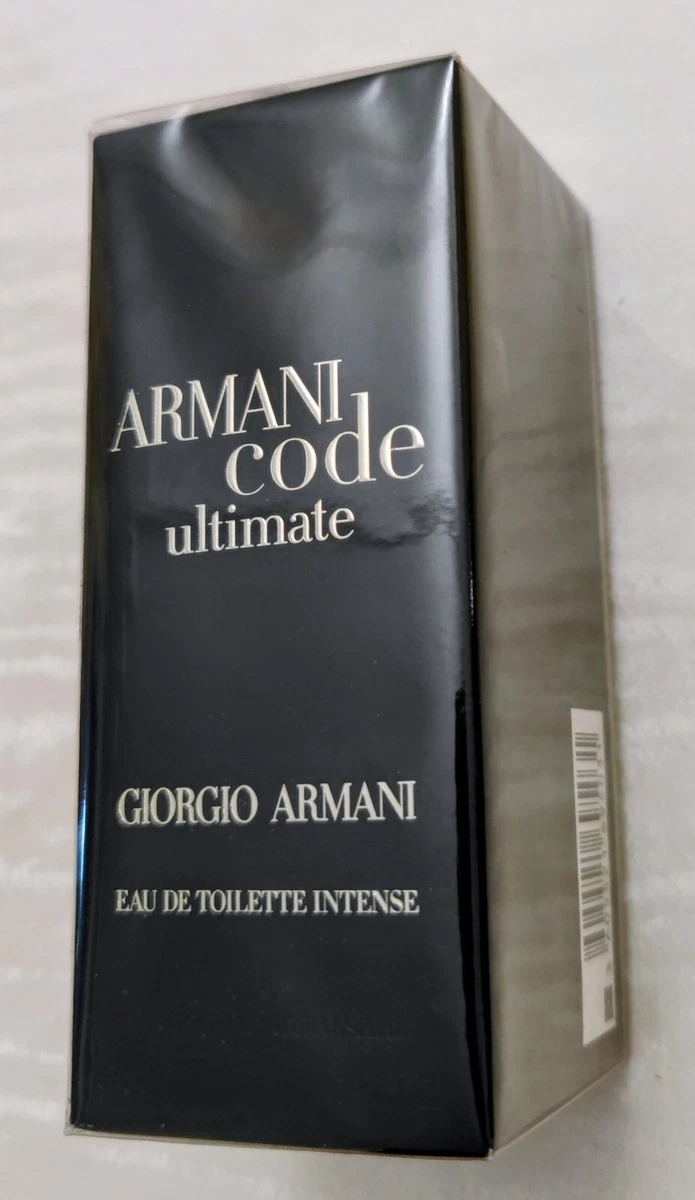 ARMANI
code
ultimate
GIORGIO ARMANI
EAU DE TOILETTE INTENSE